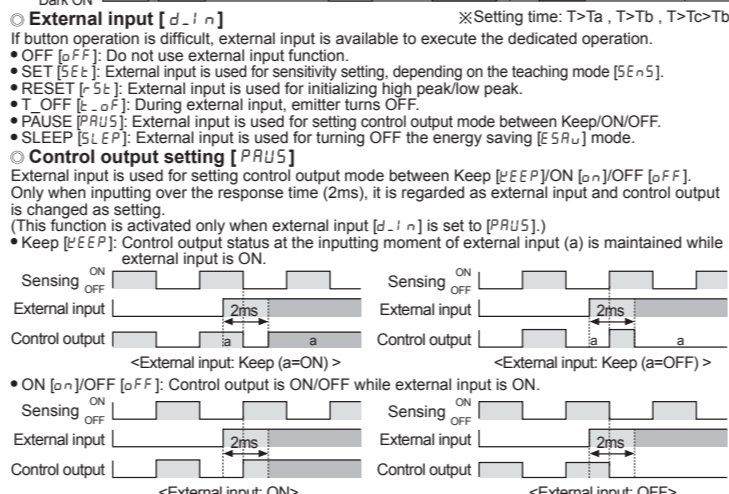 Dark ON
◎ External input [d_In] ※Setting time: T>Ta , T>Tb , T>Tc>Tb
If button operation is difficult, external input is available to execute the dedicated operation.
● OFF [oFF]: Do not use external input function.
● SET [SEt]: External input is used for sensitivity setting, depending on the teaching mode [SEnS].
● RESET [rSt]: External input is used for initializing high peak/low peak.
● T_OFF [t_oF]: During external input, emitter turns OFF.
● PAUSE [PAUS]: External input is used for setting control output mode between Keep/ON/OFF.
● SLEEP [SLEP]: External input is used for turning OFF the energy saving [ESAv] mode.
◎ Control output setting [PAUS]
External input is used for setting control output mode between Keep [KEEP]/ON [on]/OFF [oFF].
Only when inputting over the response time (2ms), it is regarded as external input and control output
is changed as setting.
(This function is activated only when external input [d_In] is set to [PAUS].)
● Keep [KEEP]: Control output status at the inputting moment of external input (a) is maintained while
external input is ON.
Sensing ON OFF
External input 2ms
Control output a a
<External input: Keep (a=ON) >
Sensing ON OFF
External input 2ms
Control output a a
<External input: Keep (a=OFF) >
● ON [on]/OFF [oFF]: Control output is ON/OFF while external input is ON.
Sensing ON OFF
External input 2ms
Control output
<External input: ON>
Sensing ON OFF
External input 2ms
Control output
<External input: OFF>